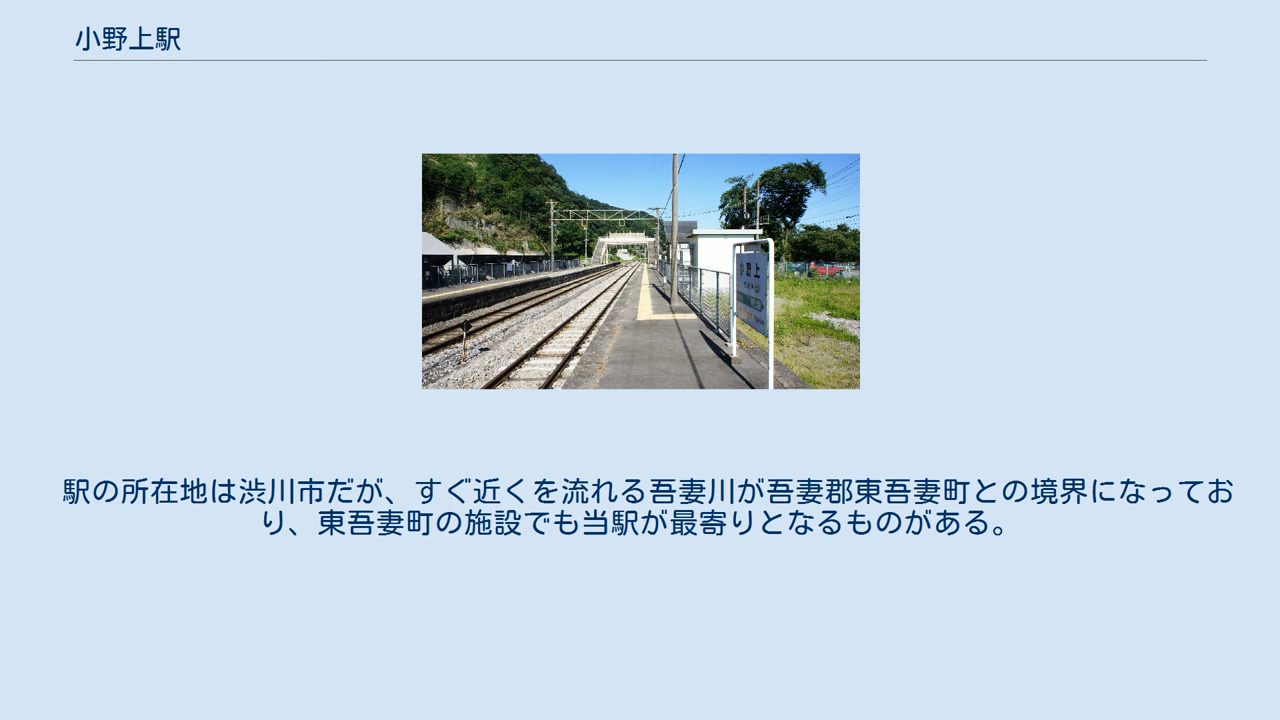 小野上駅
小野上
駅の所在地は渋川市だが、すぐ近くを流れる吾妻川が吾妻郡東吾妻町との境界になってお
り、東吾妻町の施設でも当駅が最寄りとなるものがある。